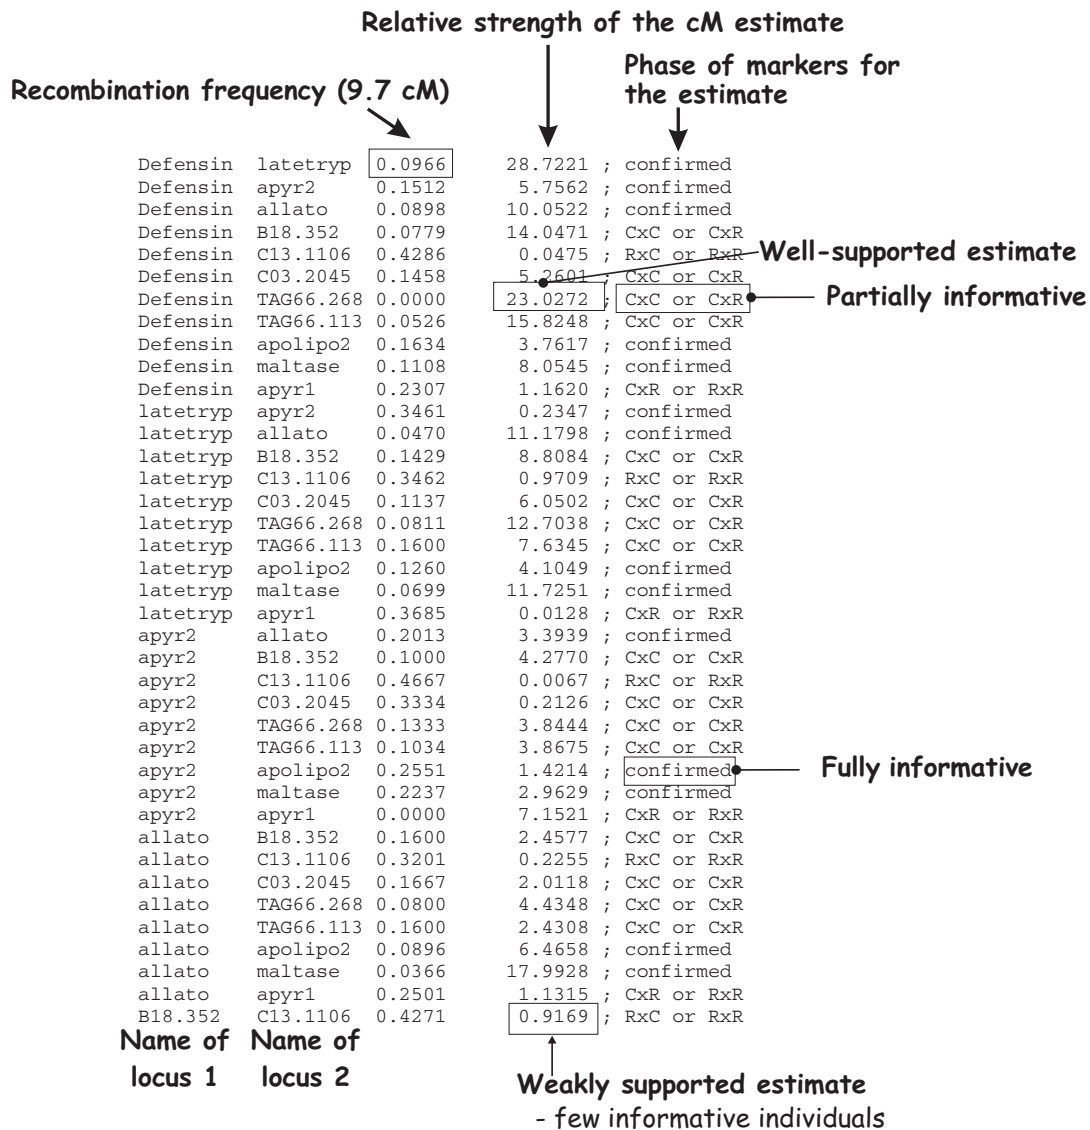 Relative strength of the cM estimate
Phase of markers for
the estimate
Recombination frequency (9.7 cM)
Defensin latetryp 0.0966 28.7221 ; confirmed
Defensin apyr2 0.1512 5.7562 ; confirmed
Defensin allato 0.0898 10.0522 ; confirmed
Defensin B18.352 0.0779 14.0471 ; CxC or CxR
Defensin C13.1106 0.4286 0.0475 ; RxC or RxR
Well-supported estimate
Defensin C03.2045 0.1458 5.2601 ; CxC or CxR
Defensin TAG66.268 0.0000 23.0272 ; CxC or CxR
Partially informative
Defensin TAG66.113 0.0526 15.8248 ; CxC or CxR
Defensin apolipo2 0.1634 3.7617 ; confirmed
Defensin maltase 0.1108 8.0545 ; confirmed
Defensin apyr1 0.2307 1.1620 ; CxR or RxR
latetryp apyr2 0.3461 0.2347 ; confirmed
latetryp allato 0.0470 11.1798 ; confirmed
latetryp B18.352 0.1429 8.8084 ; CxC or CxR
latetryp C13.1106 0.3462 0.9709 ; RxC or RxR
latetryp C03.2045 0.1137 6.0502 ; CxC or CxR
latetryp TAG66.268 0.0811 12.7038 ; CxC or CxR
latetryp TAG66.113 0.1600 7.6345 ; CxC or CxR
latetryp apolipo2 0.1260 4.1049 ; confirmed
latetryp maltase 0.0699 11.7251 ; confirmed
latetryp apyr1 0.3685 0.0128 ; CxR or RxR
apyr2 allato 0.2013 3.3939 ; confirmed
apyr2 B18.352 0.1000 4.2770 ; CxC or CxR
apyr2 C13.1106 0.4667 0.0067 ; RxC or RxR
apyr2 C03.2045 0.3334 0.2126 ; CxC or CxR
apyr2 TAG66.268 0.1333 3.8444 ; CxC or CxR
apyr2 TAG66.113 0.1034 3.8675 ; CxC or CxR
apyr2 apolipo2 0.2551 1.4214 ; confirmed
Fully informative
apyr2 maltase 0.2237 2.9629 ; confirmed
apyr2 apyr1 0.0000 7.1521 ; CxR or RxR
allato B18.352 0.1600 2.4577 ; CxC or CxR
allato C13.1106 0.3201 0.2255 ; RxC or RxR
allato C03.2045 0.1667 2.0118 ; CxC or CxR
allato TAG66.268 0.0800 4.4348 ; CxC or CxR
allato TAG66.113 0.1600 2.4308 ; CxC or CxR
allato apolipo2 0.0896 6.4658 ; confirmed
allato maltase 0.0366 17.9928 ; confirmed
allato apyr1 0.2501 1.1315 ; CxR or RxR
B18.352 C13.1106 0.4271 0.9169 ; RxC or RxR
Name of
locus 1
Name of
locus 2
Weakly supported estimate
- few informative individuals